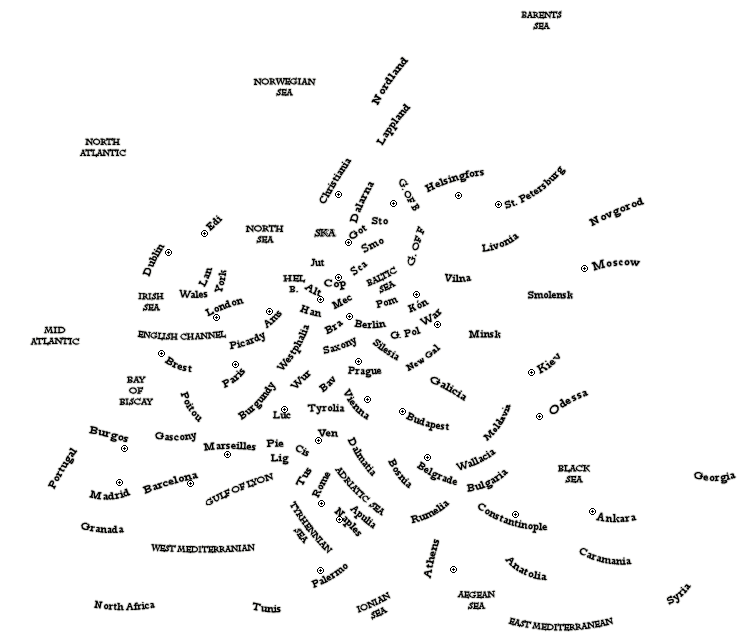 BARENTS
SEA
NORWEGIAN
SEA
Nordland
Lappland
NORTH
ATLANTIC
Christiania
Dalarna
G. OF B
Helsingfors
St. Petersburg
Novgorod
Edi
NORTH
SEA
SKA
Got
Sto
Smo
G. OF F
Livonia
Dublin
Jut
Sca
Moscow
Lan
York
HEL
B.
Alt
Cop
BALTIC
SEA
Vilna
IRISH
SEA
Wales
London
Smolensk
Ams
Han
Mec
Pom
Kön
War
MID
ATLANTIC
ENGLISH CHANNEL
Picardy
Westphalia
Bra
Berlin
G. Pol
Minsk
Saxony
Silesia
New Gal
Brest
Paris
Prague
Kiev
BAY
OF
BISCAY
Poitou
Burgundy
Wur
Bav
Vienna
Galicia
Luc
Tyrolia
Budapest
Moldavia
Odessa
Burgos
Gascony
Marseilles
Pie
Lig
Cis
Ven
Dalmatia
Portugal
Madrid
Barcelona
GULF OF LYON
Tus
Rome
ADRIATIC SEA
Bosnia
Belgrade
Wallacia
Bulgaria
BLACK
SEA
Georgia
Granada
TYRHENNIAN
SEA
Naples
Apulia
Rumelia
Constantinople
Ankara
WEST MEDITERRANIAN
Athens
Anatolia
Caramania
Palermo
North Africa
Tunis
IONIAN
SEA
AEGEAN
SEA
Syria
EAST MEDITERRANEAN